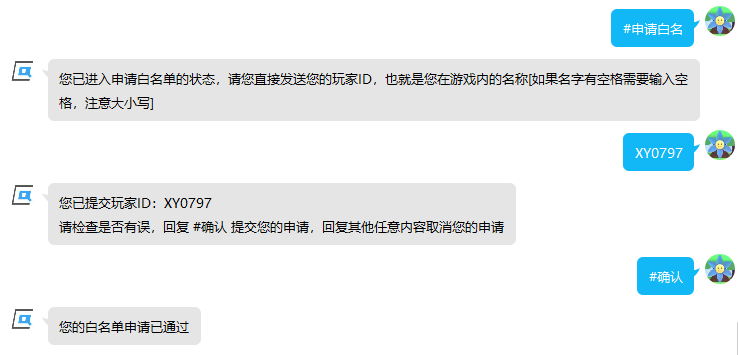 #申请白名
您已进入申请白名单的状态，请您直接发送您的玩家ID，也就是您在游戏内的名称[如果名字有空格需要输入空
格，注意大小写]
XY0797
您已提交玩家ID：XY0797
请检查是否有误，回复 #确认 提交您的申请，回复其他任意内容取消您的申请
#确认
您的白名单申请已通过